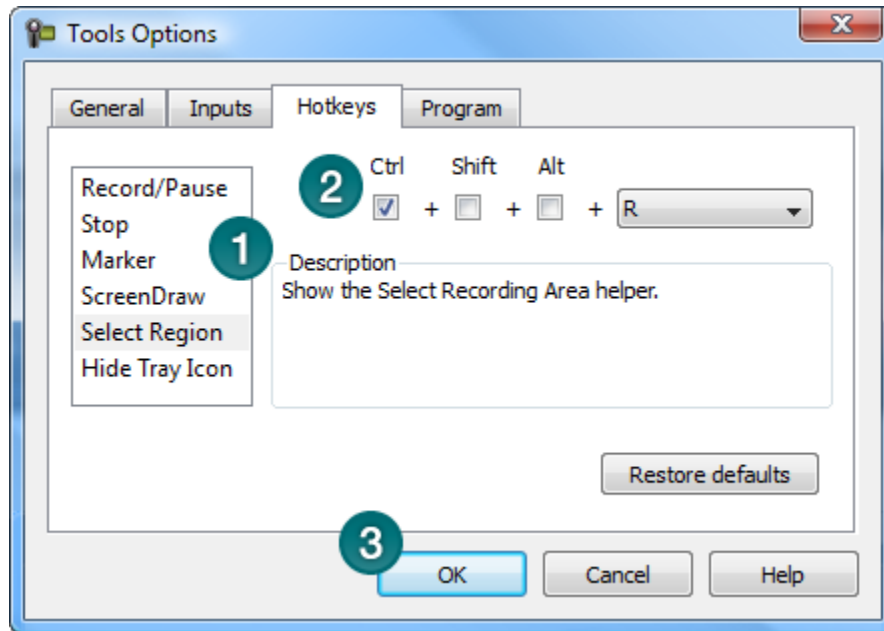 Tools Options
General Inputs Hotkeys Program
Record/Pause
Stop
Marker
ScreenDraw
Select Region
Hide Tray Icon
1
2
Ctrl Shift Alt
+ + + R
Description
Show the Select Recording Area helper.
Restore defaults
3
OK Cancel Help